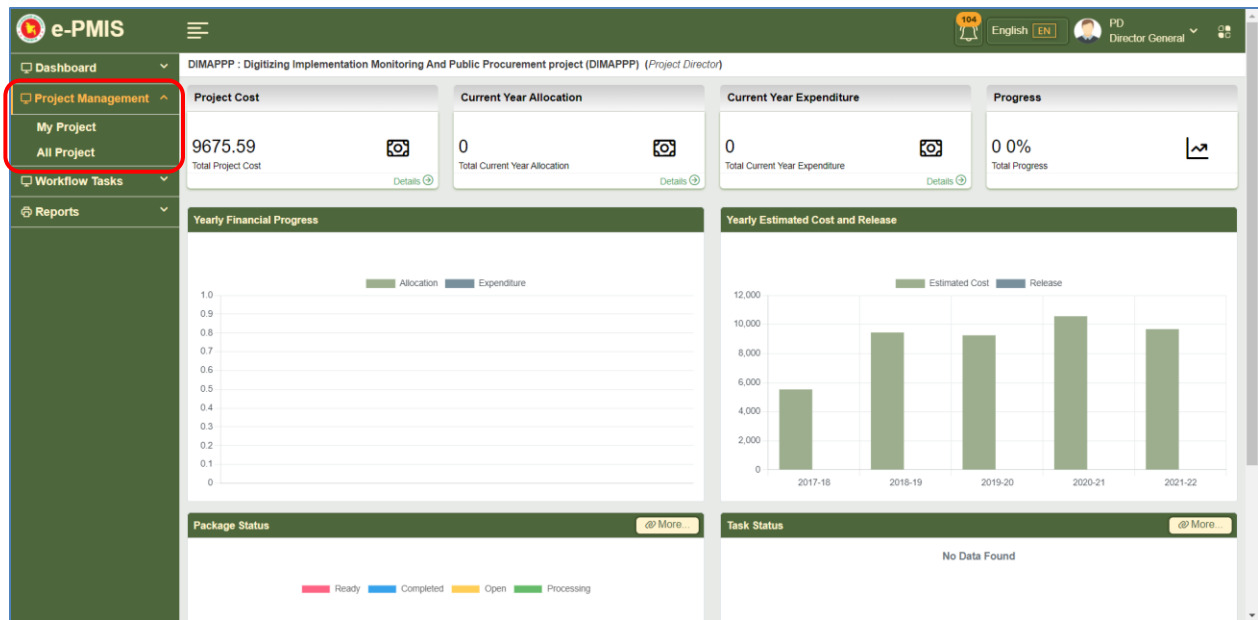 e-PMIS
104
English EN
PD
Director General
Dashboard
Project Management
My Project
All Project
Workflow Tasks
Reports
DIMAPPP : Digitizing Implementation Monitoring And Public Procurement project (DIMAPPP) (Project Director)
Project Cost
9675.59
Total Project Cost
Details
Current Year Allocation
0
Total Current Year Allocation
Details
Current Year Expenditure
0
Total Current Year Expenditure
Details
Progress
0 0%
Total Progress
Yearly Financial Progress
Allocation Expenditure
1.0
0.9
0.8
0.7
0.6
0.5
0.4
0.3
0.2
0.1
0
Yearly Estimated Cost and Release
Estimated Cost Release
12,000
10,000
8,000
6,000
4,000
2,000
0
2017-18 2018-19 2019-20 2020-21 2021-22
Package Status
More...
Ready Completed Open Processing
Task Status
More...
No Data Found